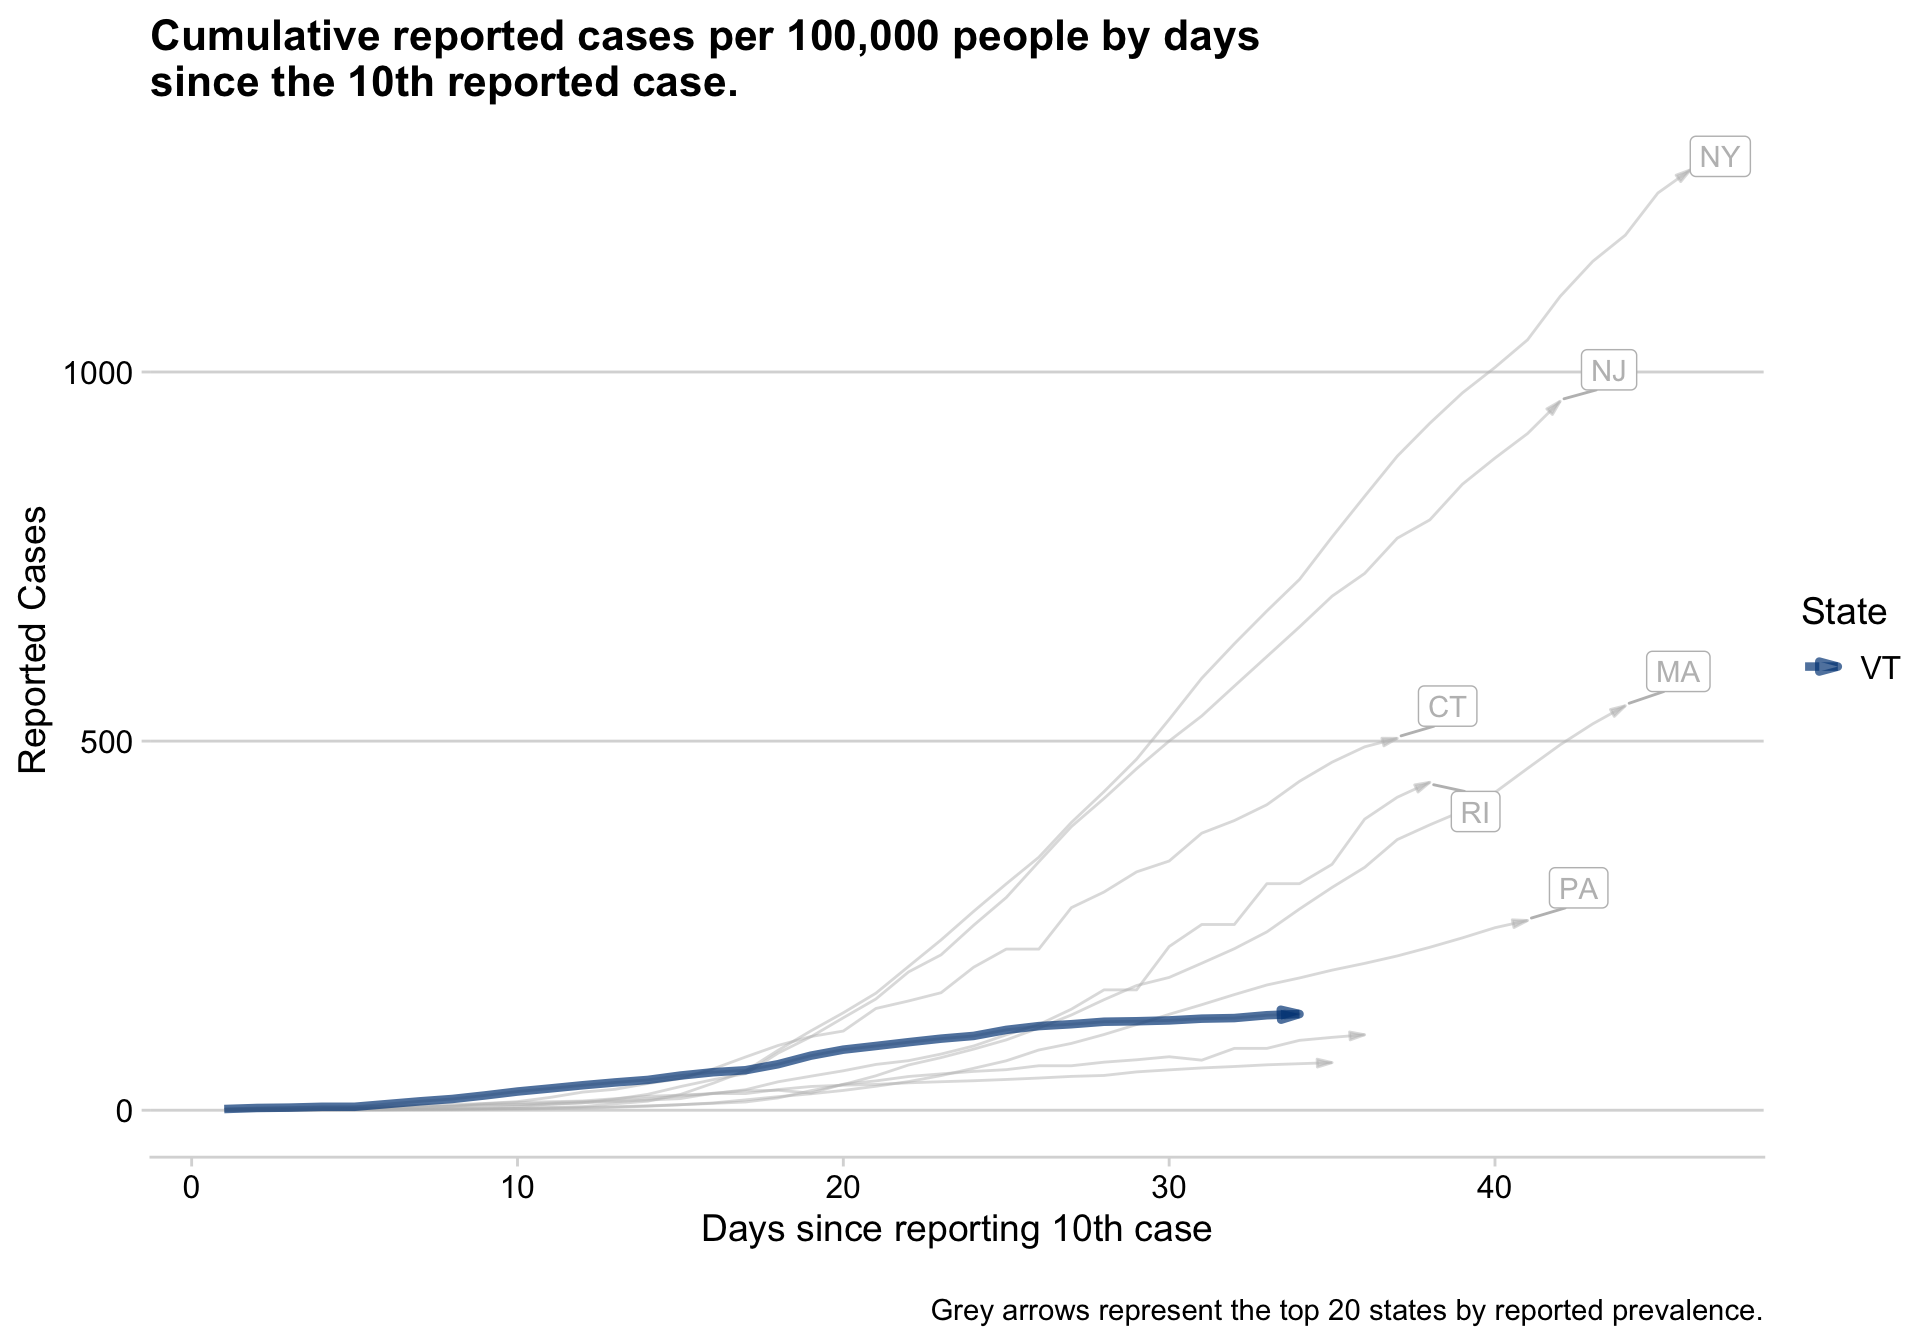 Cumulative reported cases per 100,000 people by days
since the 10th reported case.
NY
1000
NJ
Reported Cases
State
VT
MA
CT
500
RI
PA
0
0 10 20 30 40
Days since reporting 10th case
Grey arrows represent the top 20 states by reported prevalence.